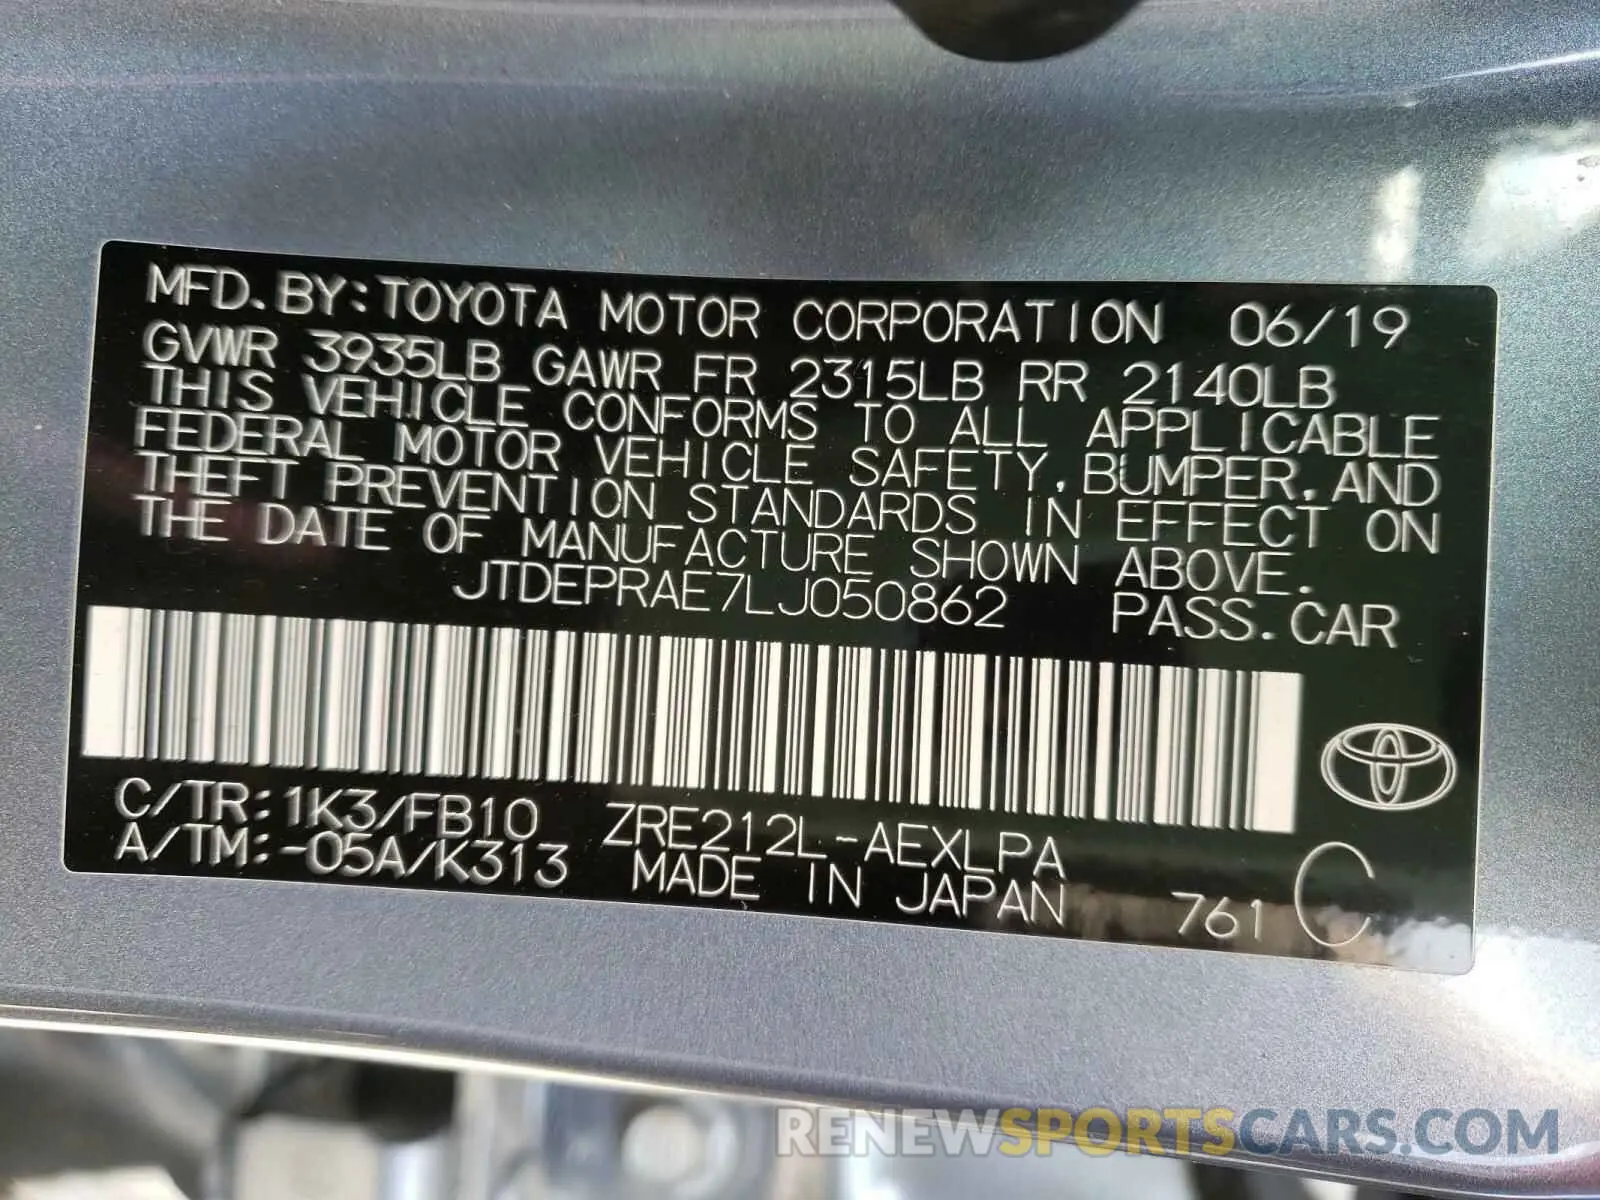 MFD. BY: TOYOTA MOTOR CORPORATION 06/19
GVWR 3935LB GAWR FR 2315LB RR 2140LB
THIS VEHICLE CONFORMS TO ALL APPLICABLE
FEDERAL MOTOR VEHICLE SAFETY, BUMPER, AND
THEFT PREVENTION STANDARDS IN EFFECT ON
THE DATE OF MANUFACTURE SHOWN ABOVE.
JTDEPRAE7LJ050862 PASS. CAR
C/TR: 1K3/FB10 ZRE212L-AEXLPA
A/TM: -05A/K313 MADE IN JAPAN 761 C
RENEWSPORTSCARS.COM